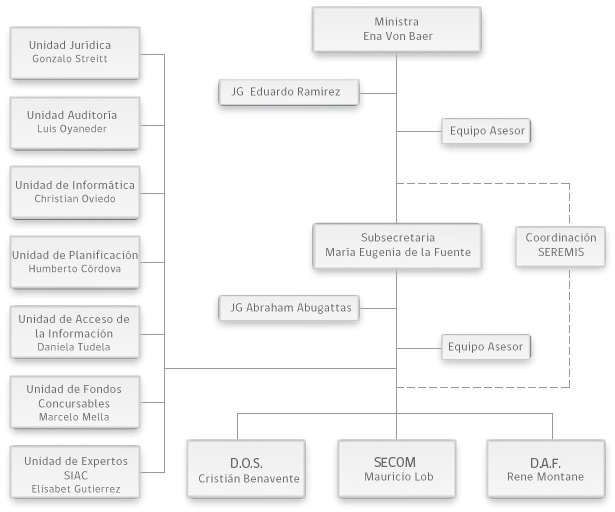 Ministra
Ena Von Baer
JG Eduardo Ramirez
Equipo Asesor
Subsecretaria
María Eugenia de la Fuente
Coordinación
SEREMIS
JG Abraham Abugattas
Equipo Asesor
Unidad Jurídica
Gonzalo Streitt
Unidad Auditoría
Luis Oyaneder
Unidad de Informática
Christian Oviedo
Unidad de Planificación
Humberto Córdova
Unidad de Acceso de
la Información
Daniela Tudela
Unidad de Fondos
Concursables
Marcelo Mella
Unidad de Expertos
SIAC
Elisabet Gutierrez
D.O.S.
Cristián Benavente
SECOM
Mauricio Lob
D.A.F.
Rene Montane